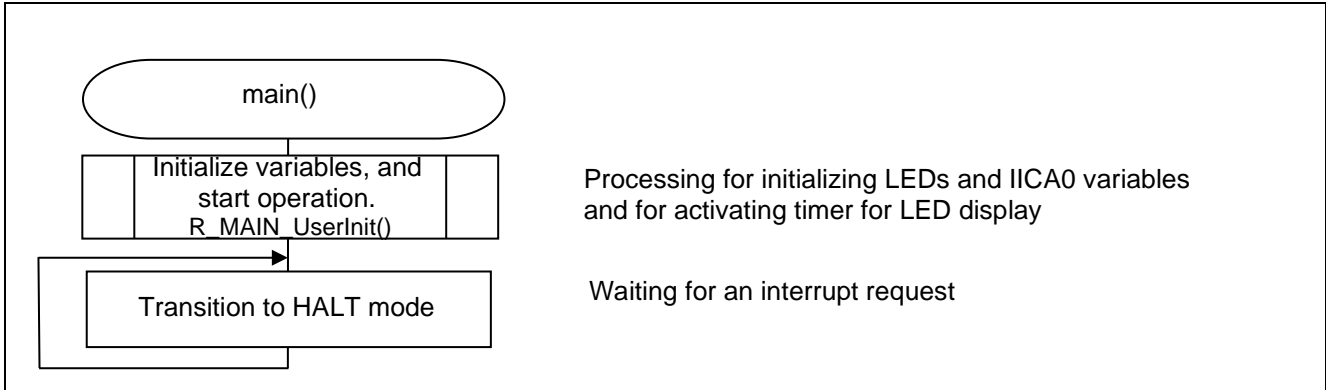 main()
Initialize variables, and
start operation.
R_MAIN_UserInit()
Processing for initializing LEDs and IICA0 variables
and for activating timer for LED display
Transition to HALT mode
Waiting for an interrupt request